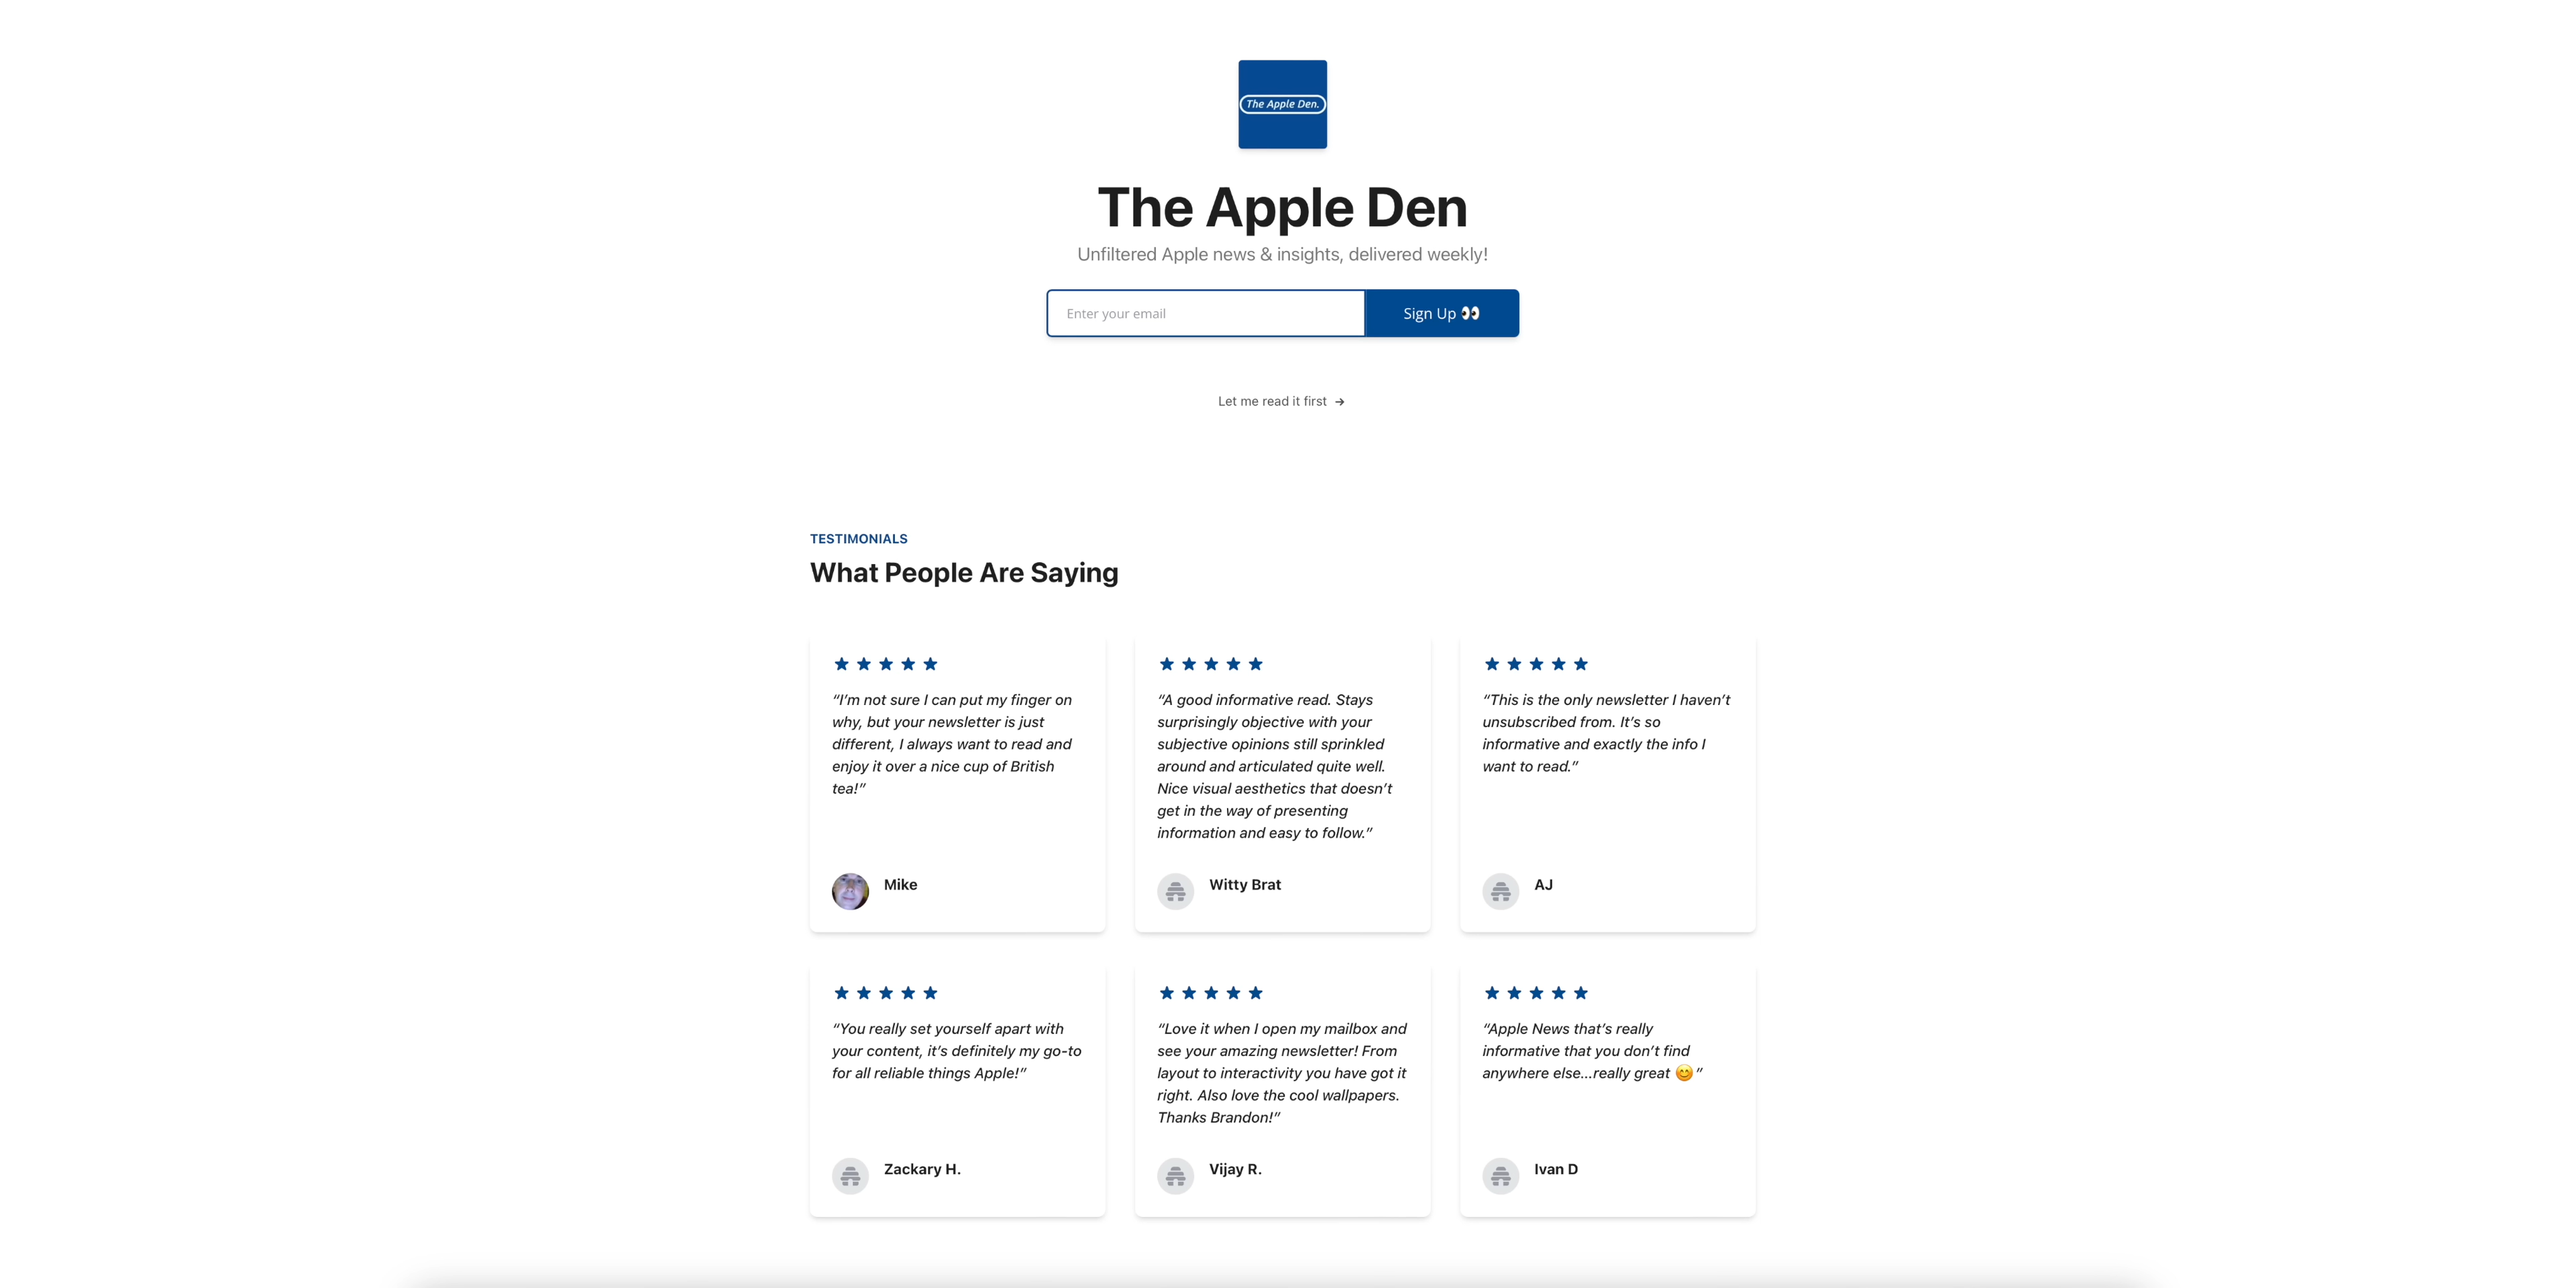 The Apple Den.
The Apple Den
Unfiltered Apple news & insights, delivered weekly!
Enter your email
Sign Up 👀
Let me read it first →
TESTIMONIALS
What People Are Saying
★ ★ ★ ★ ★
“I’m not sure I can put my finger on
why, but your newsletter is just
different, I always want to read and
enjoy it over a nice cup of British
tea!”
Mike
★ ★ ★ ★ ★
“A good informative read. Stays
surprisingly objective with your
subjective opinions still sprinkled
around and articulated quite well.
Nice visual aesthetics that doesn’t
get in the way of presenting
information and easy to follow.”
Witty Brat
★ ★ ★ ★ ★
“This is the only newsletter I haven’t
unsubscribed from. It’s so
informative and exactly the info I
want to read.”
AJ
★ ★ ★ ★ ★
“You really set yourself apart with
your content, it’s definitely my go-to
for all reliable things Apple!”
Zackary H.
★ ★ ★ ★ ★
“Love it when I open my mailbox and
see your amazing newsletter! From
layout to interactivity you have got it
right. Also love the cool wallpapers.
Thanks Brandon!”
Vijay R.
★ ★ ★ ★ ★
“Apple News that’s really
informative that you don’t find
anywhere else...really great 😊”
Ivan D